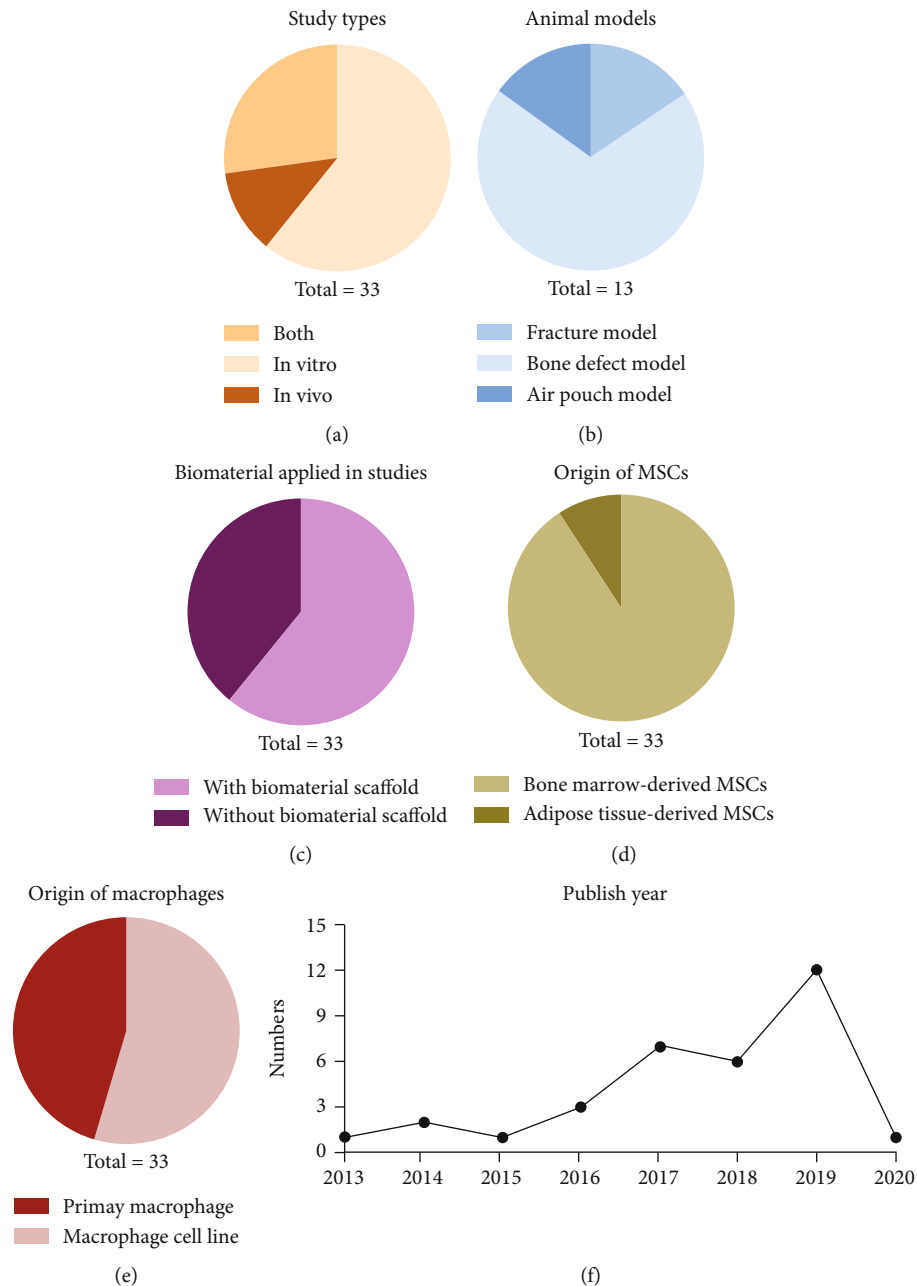 Study types
Total = 33
Both
In vitro
In vivo
(a)
Animal models
Total = 13
Fracture model
Bone defect model
Air pouch model
(b)
Biomaterial applied in studies
Total = 33
With biomaterial scaffold
Without biomaterial scaffold
(c)
Origin of MSCs
Total = 33
Bone marrow-derived MSCs
Adipose tissue-derived MSCs
(d)
Origin of macrophages
Total = 33
Primay macrophage
Macrophage cell line
(e)
Publish year
Numbers
15
12
9
6
3
0
2013 2014 2015 2016 2017 2018 2019 2020
(f)